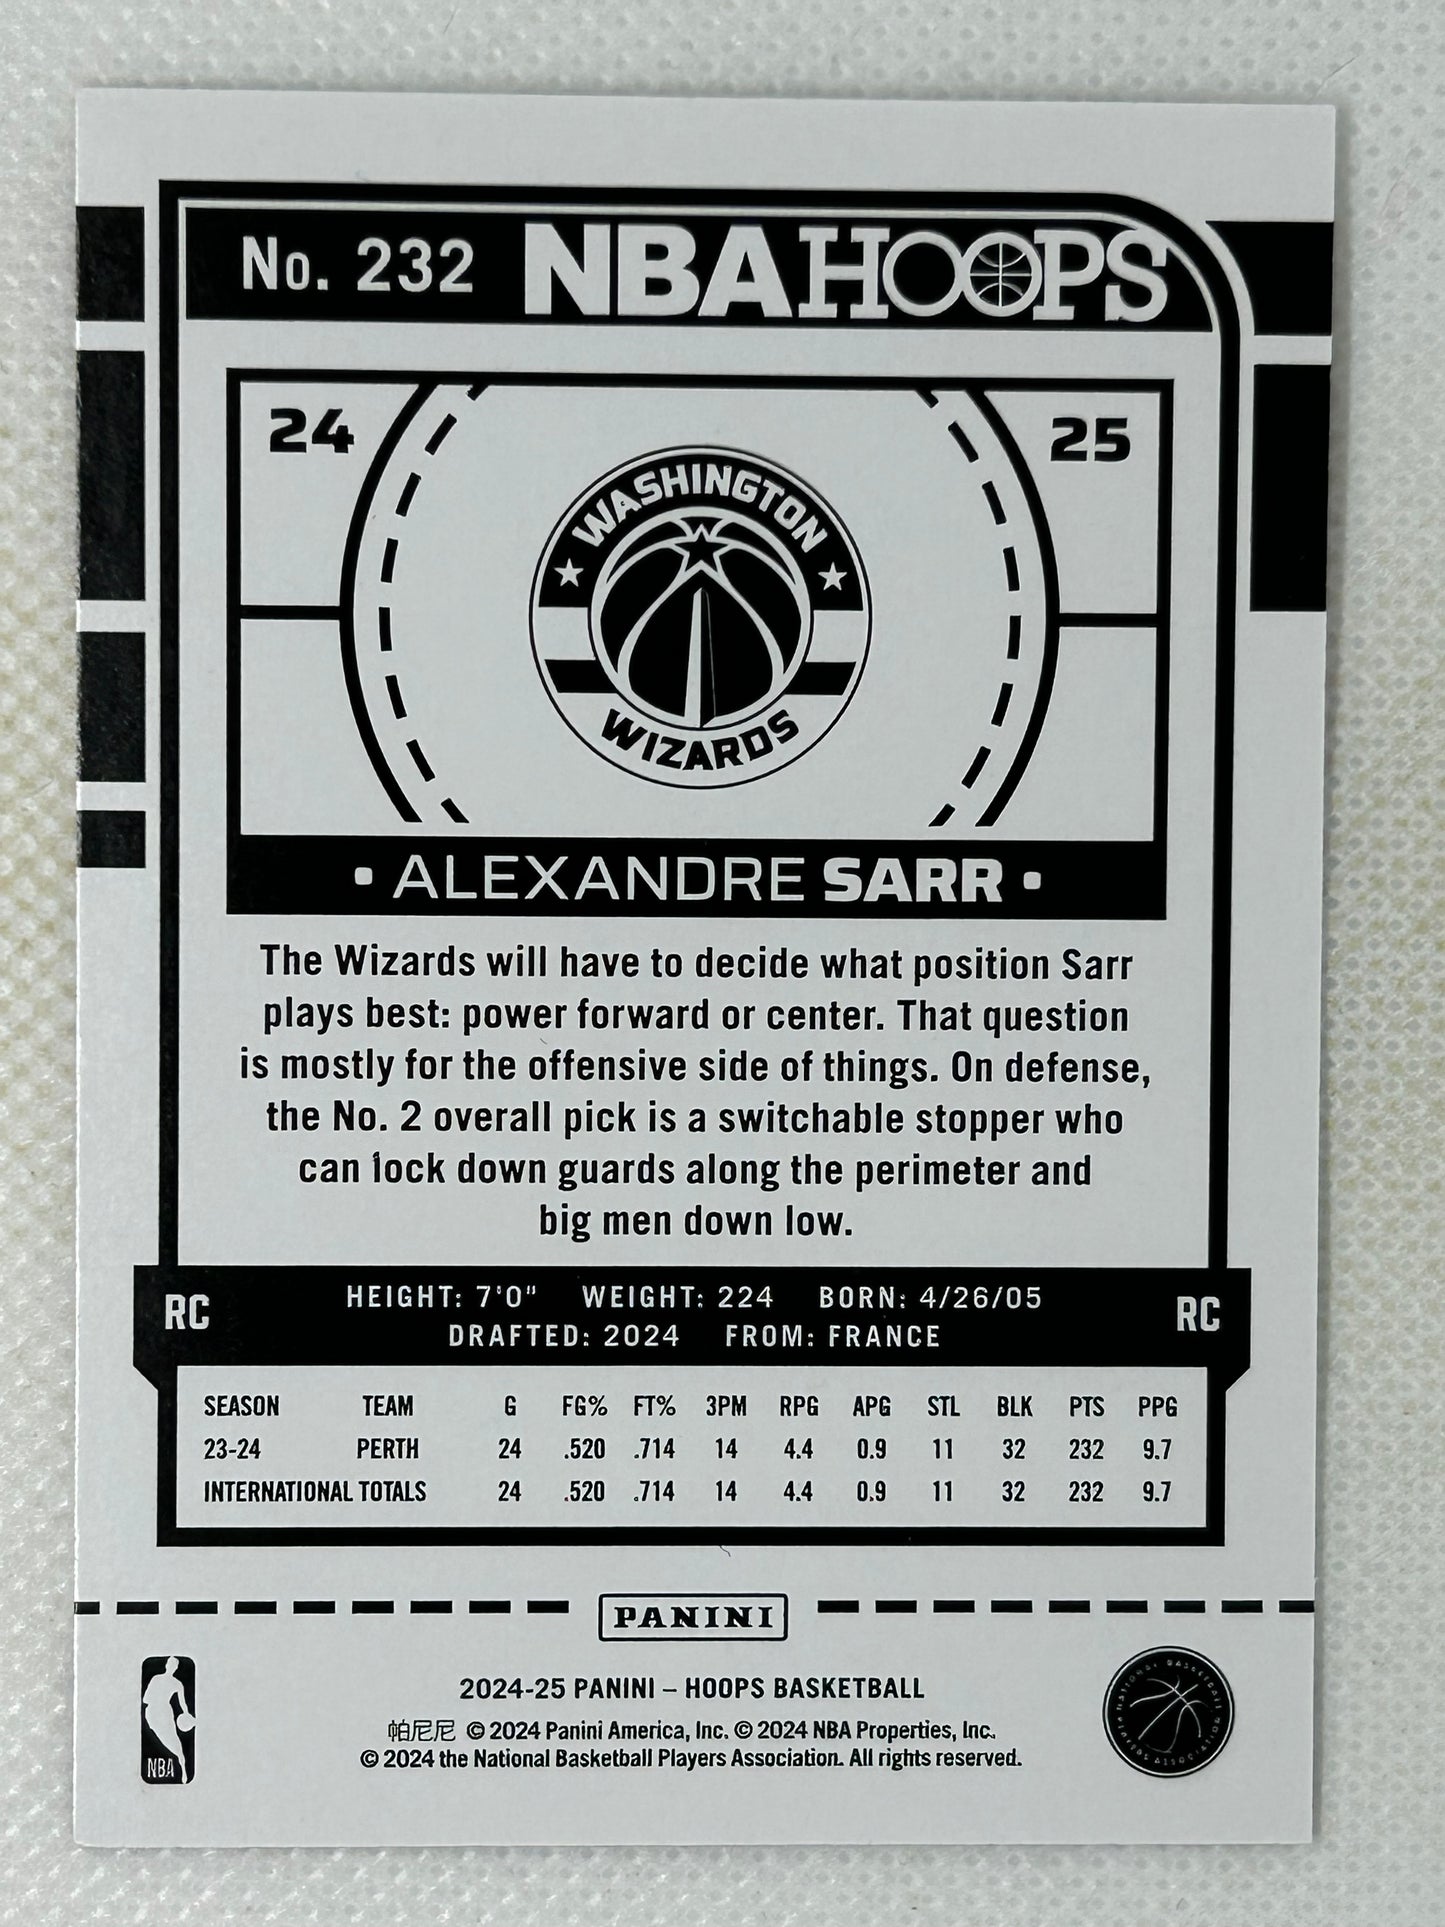 No. 232 NBA HOOPS
24 25
WASHINGTON
WIZARDS
• ALEXANDRE SARR •
The Wizards will have to decide what position Sarr
plays best: power forward or center. That question
is mostly for the offensive side of things. On defense,
the No. 2 overall pick is a switchable stopper who
can lock down guards along the perimeter and
big men down low.
RC HEIGHT: 7'0" WEIGHT: 224 BORN: 4/26/05 RC
DRAFTED: 2024 FROM: FRANCE
SEASON TEAM G FG% FT% 3PM RPG APG STL BLK PTS PPG
23-24 PERTH 24 .520 .714 14 4.4 0.9 11 32 232 9.7
INTERNATIONAL TOTALS 24 .520 .714 14 4.4 0.9 11 32 232 9.7
PANINI
2024-25 PANINI – HOOPS BASKETBALL
帕尼尼 © 2024 Panini America, Inc. © 2024 NBA Properties, Inc.
© 2024 the National Basketball Players Association. All rights reserved.
NBA
NATIONAL BASKETBALL PLAYERS ASSOCIATION